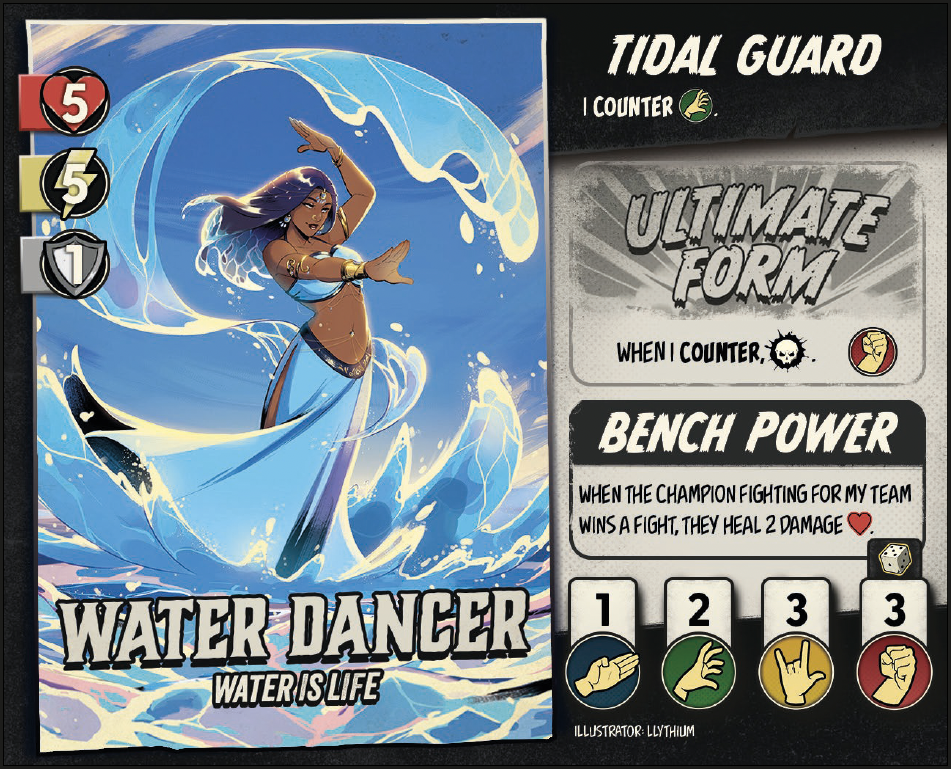 5
5
1
WATER DANCER
WATER IS LIFE
TIDAL GUARD
I COUNTER .
ULTIMATE
FORM
WHEN I COUNTER, .
BENCH POWER
WHEN THE CHAMPION FIGHTING FOR MY TEAM
WINS A FIGHT, THEY HEAL 2 DAMAGE .
1 2 3 3
ILLUSTRATOR: LLYTHIUM